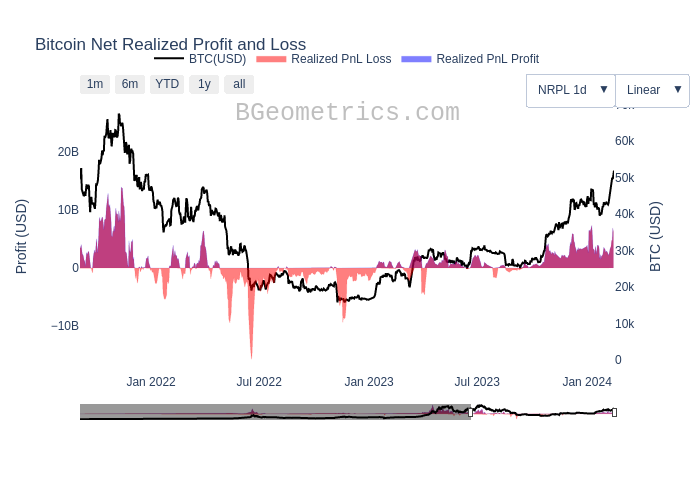 Bitcoin Net Realized Profit and Loss
BTC(USD) Realized PnL Loss Realized PnL Profit
1m 6m YTD 1y all
NRPL 1d ▼ Linear ▼
BGeometrics.com
20B
10B
0
−10B
Profit (USD)
60k
50k
40k
30k
20k
10k
0
BTC (USD)
Jan 2022 Jul 2022 Jan 2023 Jul 2023 Jan 2024